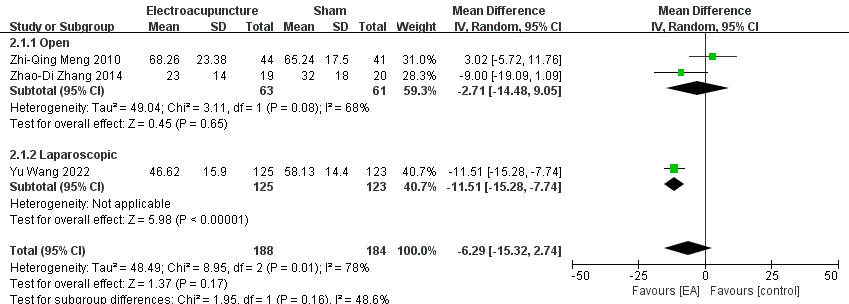 Electroacupuncture Sham Mean Difference Mean Difference
Study or Subgroup Mean SD Total Mean SD Total Weight IV, Random, 95% CI IV, Random, 95% CI
2.1.1 Open
Zhi-Qing Meng 2010 68.26 23.38 44 65.24 17.5 41 31.0% 3.02 [-5.72, 11.76]
Zhao-Di Zhang 2014 23 14 19 32 18 20 28.3% -9.00 [-19.09, 1.09]
Subtotal (95% CI) 63 61 59.3% -2.71 [-14.48, 9.05]
Heterogeneity: Tau² = 49.04; Chi² = 3.11, df = 1 (P = 0.08); I² = 68%
Test for overall effect: Z = 0.45 (P = 0.65)
2.1.2 Laparoscopic
Yu Wang 2022 46.62 15.9 125 58.13 14.4 123 40.7% -11.51 [-15.28, -7.74]
Subtotal (95% CI) 125 123 40.7% -11.51 [-15.28, -7.74]
Heterogeneity: Not applicable
Test for overall effect: Z = 5.98 (P < 0.00001)
Total (95% CI) 188 184 100.0% -6.29 [-15.32, 2.74]
Heterogeneity: Tau² = 48.49; Chi² = 8.95, df = 2 (P = 0.01); I² = 78%
Test for overall effect: Z = 1.37 (P = 0.17)
Test for subgroup differences: Chi² = 1.95, df = 1 (P = 0.16), I² = 48.6%
-50 -25 0 25 50
Favours [EA] Favours [control]